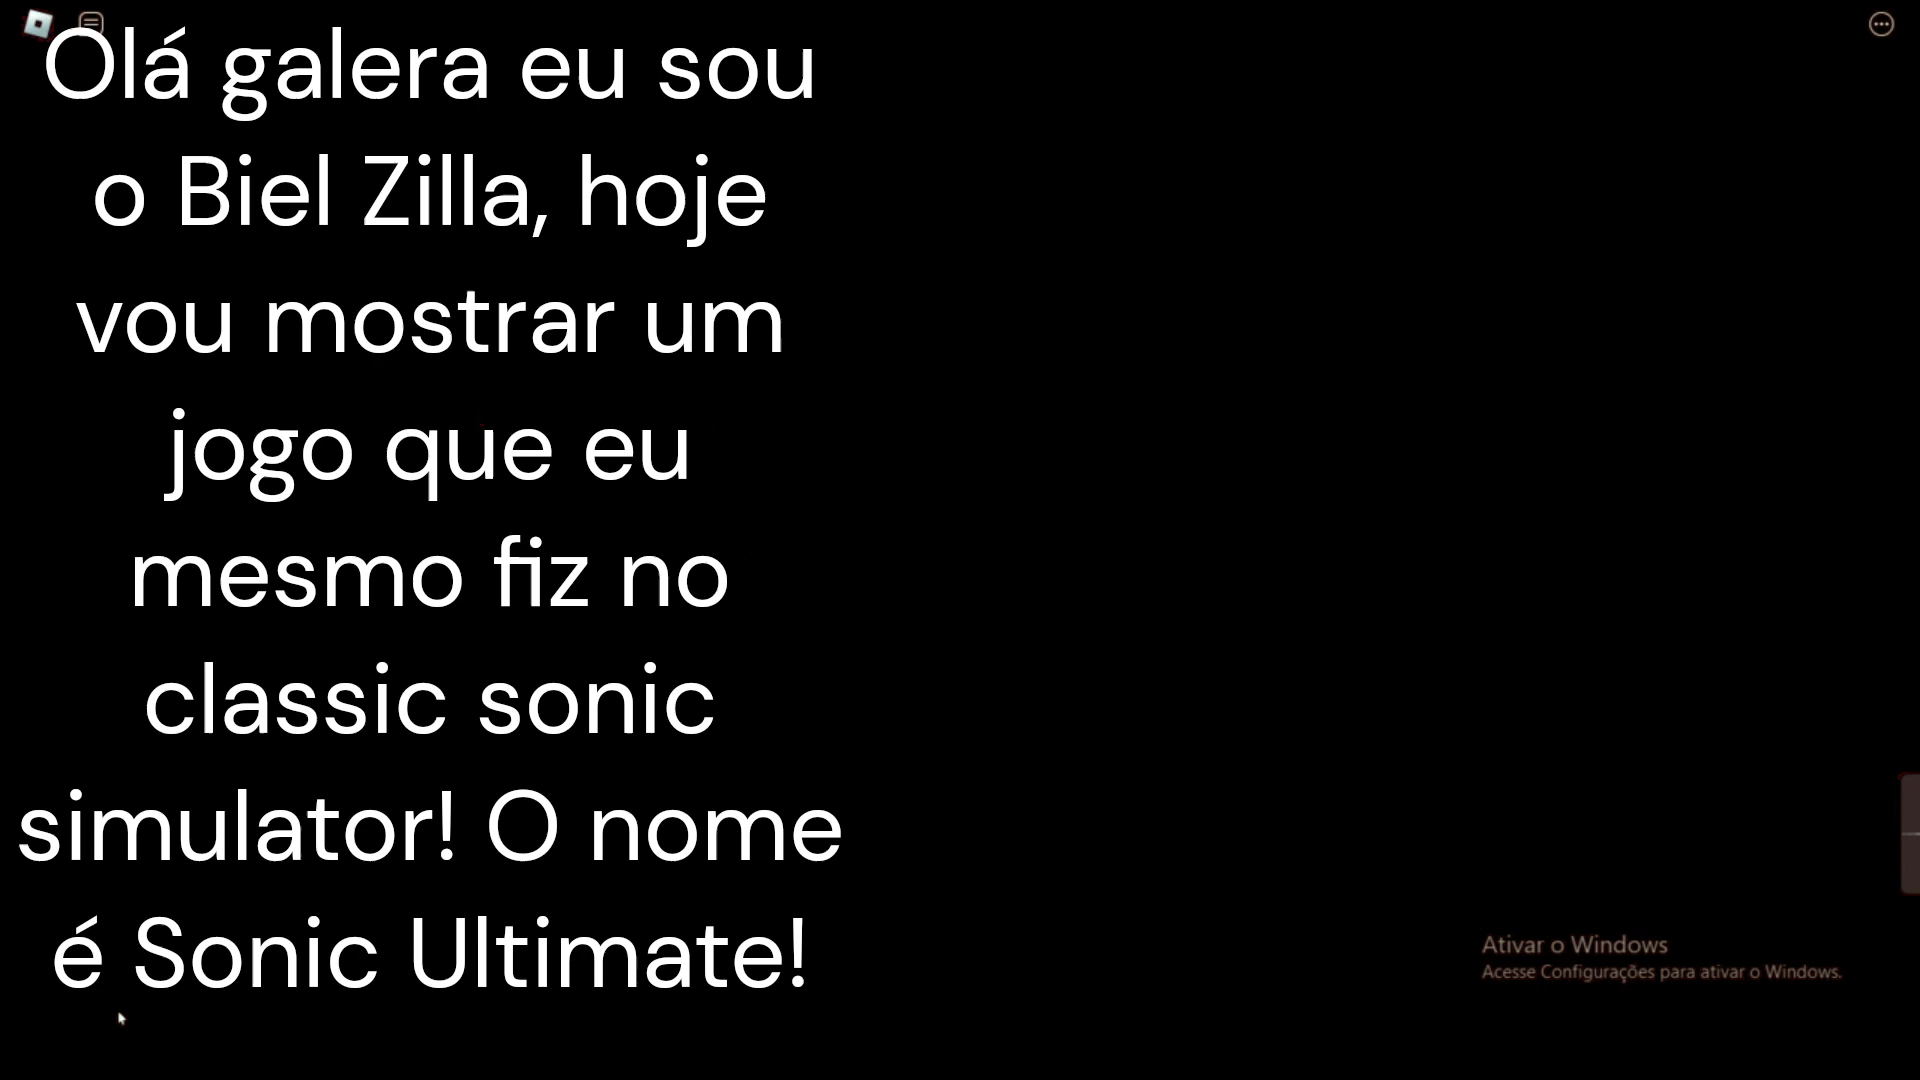 Olá galera eu sou
o Biel Zilla, hoje
vou mostrar um
jogo que eu
mesmo fiz no
classic sonic
simulator! O nome
é Sonic Ultimate!
Ativar o Windows
Acesse Configurações para ativar o Windows.